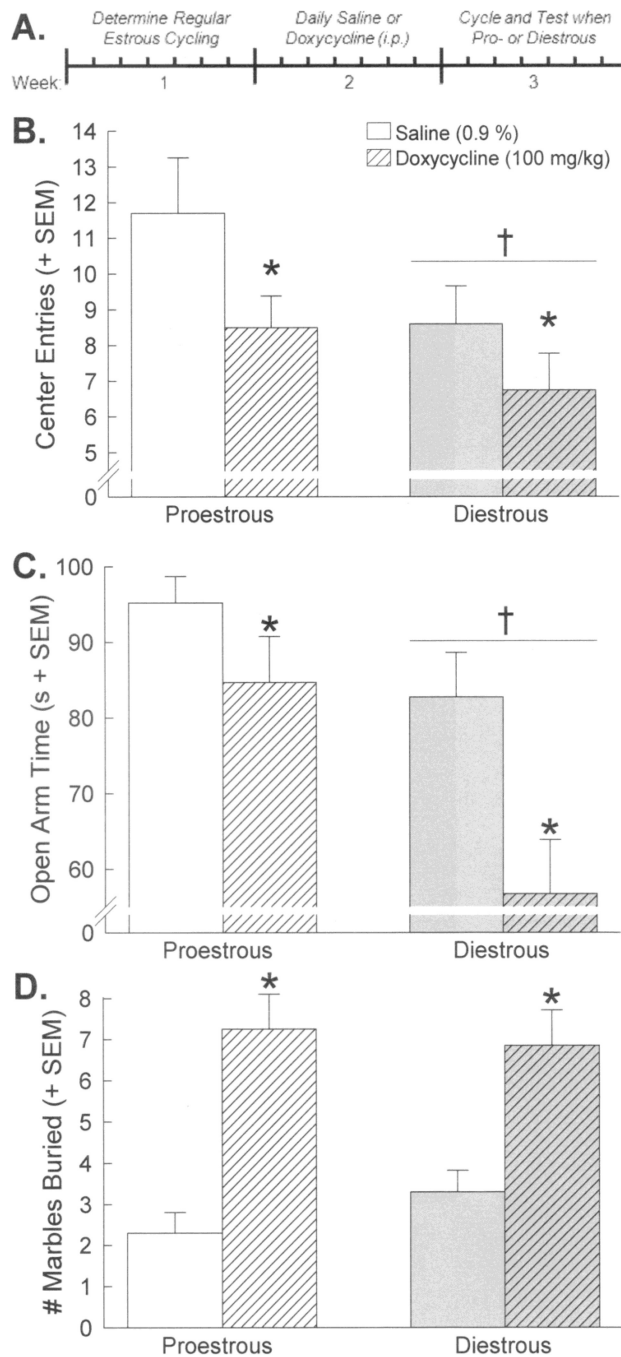 A.
Determine Regular
Estrous Cycling
Daily Saline or
Doxycycline (i.p.)
Cycle and Test when
Pro- or Diestrous
Week: 1 2 3
B.
Saline (0.9 %)
Doxycycline (100 mg/kg)
Center Entries (+ SEM)
14
13
12
11
10
9
8
7
6
5
0
*
†
*
Proestrous Diestrous
C.
Open Arm Time (s + SEM)
100
90
80
70
60
0
*
†
*
Proestrous Diestrous
D.
# Marbles Buried (+ SEM)
8
7
6
5
4
3
2
1
0
*
*
Proestrous Diestrous